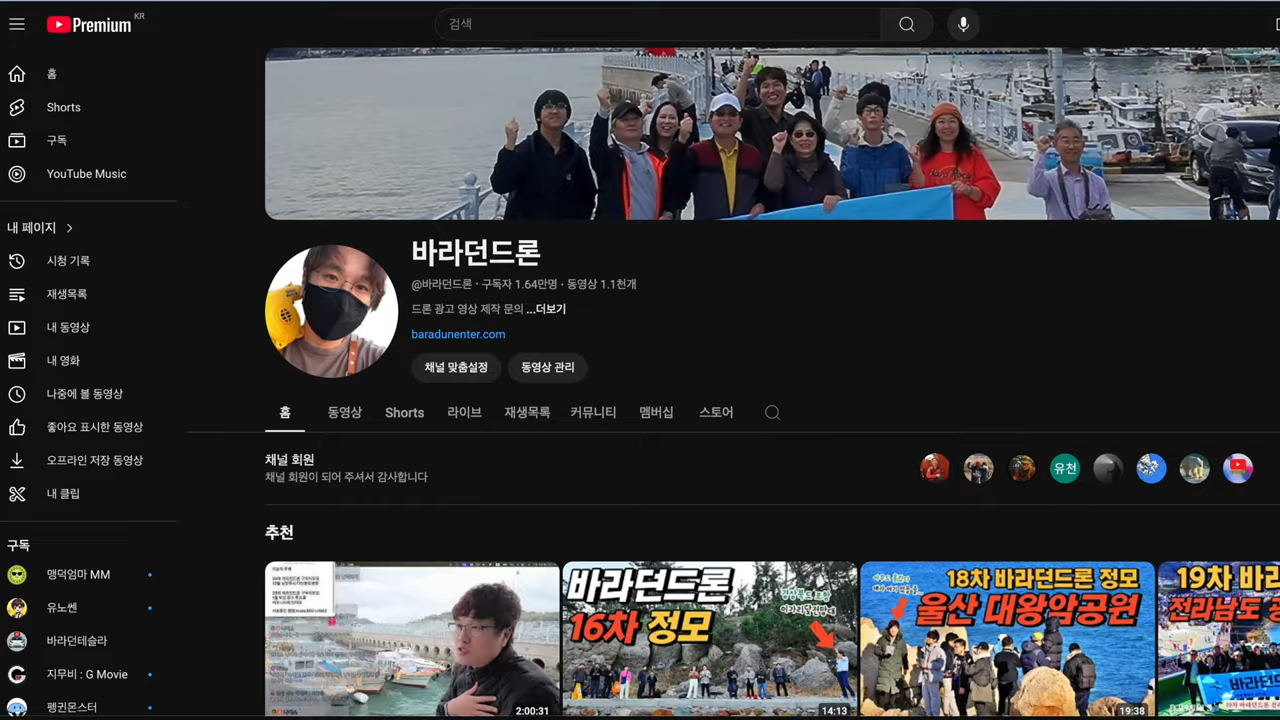 Premium KR
검색
홈
Shorts
구독
YouTube Music
내 페이지
시청 기록
재생목록
내 동영상
내 영화
나중에 볼 동영상
좋아요 표시한 동영상
오프라인 저장 동영상
내 클립
구독
맹덕엄마 MM
유노쎈
바라던테슬라
지무비 : G Movie
펭귄몬스터
바라던드론
@바라던드론 · 구독자 1.64만명 · 동영상 1.1천개
드론 광고 영상 제작 문의 ...더보기
baradunenter.com
채널 맞춤설정
동영상 관리
홈 동영상 Shorts 라이브 재생목록 커뮤니티 멤버십 스토어
채널 회원
채널 회원이 되어 주셔서 감사합니다
유천
추천
2:00:31
바라던드론
16차 정모
14:13
18차 바라던드론 정모
울산 대왕암공원
19:38
19차 바라
전라남도
바라던드